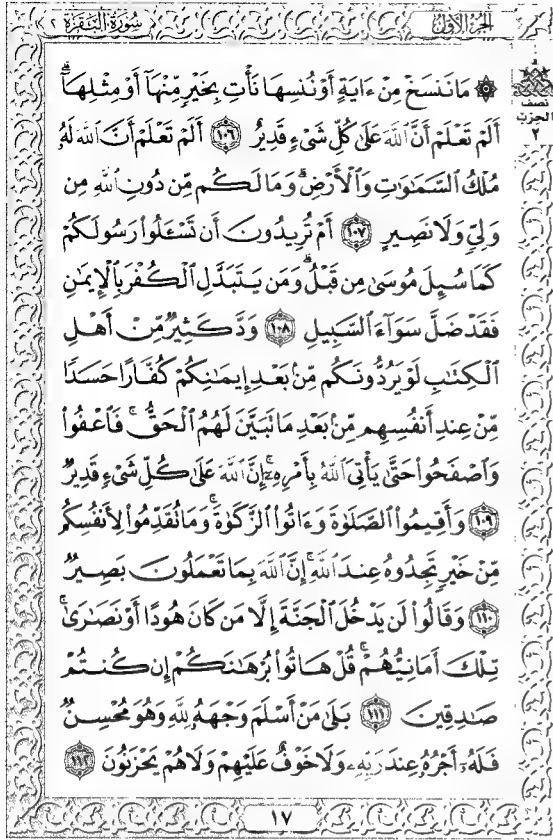 الجزء الأول
سورة البقرة ٢
نصف
الحزب
٢
۞ مَا نَنسَخْ مِنْ ءَايَةٍ أَوْ نُنسِهَا نَأْتِ بِخَيْرٍ مِّنْهَآ أَوْ مِثْلِهَآ ۗ
أَلَمْ تَعْلَمْ أَنَّ ٱللَّهَ عَلَىٰ كُلِّ شَىْءٍ قَدِيرٌ ١٠٦ أَلَمْ تَعْلَمْ أَنَّ ٱللَّهَ لَهُۥ
مُلْكُ ٱلسَّمَٰوَٰتِ وَٱلْأَرْضِ ۗ وَمَا لَكُم مِّن دُونِ ٱللَّهِ مِن
وَلِىٍّ وَلَا نَصِيرٍ ١٠٧ أَمْ تُرِيدُونَ أَن تَسْـَٔلُوا۟ رَسُولَكُمْ
كَمَا سُئِلَ مُوسَىٰ مِن قَبْلُ ۗ وَمَن يَتَبَدَّلِ ٱلْكُفْرَ بِٱلْإِيمَٰنِ
فَقَدْ ضَلَّ سَوَآءَ ٱلسَّبِيلِ ١٠٨ وَدَّ كَثِيرٌ مِّنْ أَهْلِ
ٱلْكِتَٰبِ لَوْ يَرُدُّونَكُم مِّنۢ بَعْدِ إِيمَٰنِكُمْ كُفَّارًا حَسَدًا
مِّنْ عِندِ أَنفُسِهِم مِّنۢ بَعْدِ مَا تَبَيَّنَ لَهُمُ ٱلْحَقُّ ۖ فَٱعْفُوا۟
وَٱصْفَحُوا۟ حَتَّىٰ يَأْتِىَ ٱللَّهُ بِأَمْرِهِۦٓ ۗ إِنَّ ٱللَّهَ عَلَىٰ كُلِّ شَىْءٍ قَدِيرٌ
١٠٩ وَأَقِيمُوا۟ ٱلصَّلَوٰةَ وَءَاتُوا۟ ٱلزَّكَوٰةَ ۚ وَمَا تُقَدِّمُوا۟ لِأَنفُسِكُم
مِّنْ خَيْرٍ تَجِدُوهُ عِندَ ٱللَّهِ ۗ إِنَّ ٱللَّهَ بِمَا تَعْمَلُونَ بَصِيرٌ
١١٠ وَقَالُوا۟ لَن يَدْخُلَ ٱلْجَنَّةَ إِلَّا مَن كَانَ هُودًا أَوْ نَصَٰرَىٰ ۗ
تِلْكَ أَمَانِيُّهُمْ ۗ قُلْ هَاتُوا۟ بُرْهَٰنَكُمْ إِن كُنتُمْ
صَٰدِقِينَ ١١١ بَلَىٰ مَنْ أَسْلَمَ وَجْهَهُۥ لِلَّهِ وَهُوَ مُحْسِنٌ
فَلَهُۥٓ أَجْرُهُۥ عِندَ رَبِّهِۦ وَلَا خَوْفٌ عَلَيْهِمْ وَلَا هُمْ يَحْزَنُونَ ١١٢
١٧